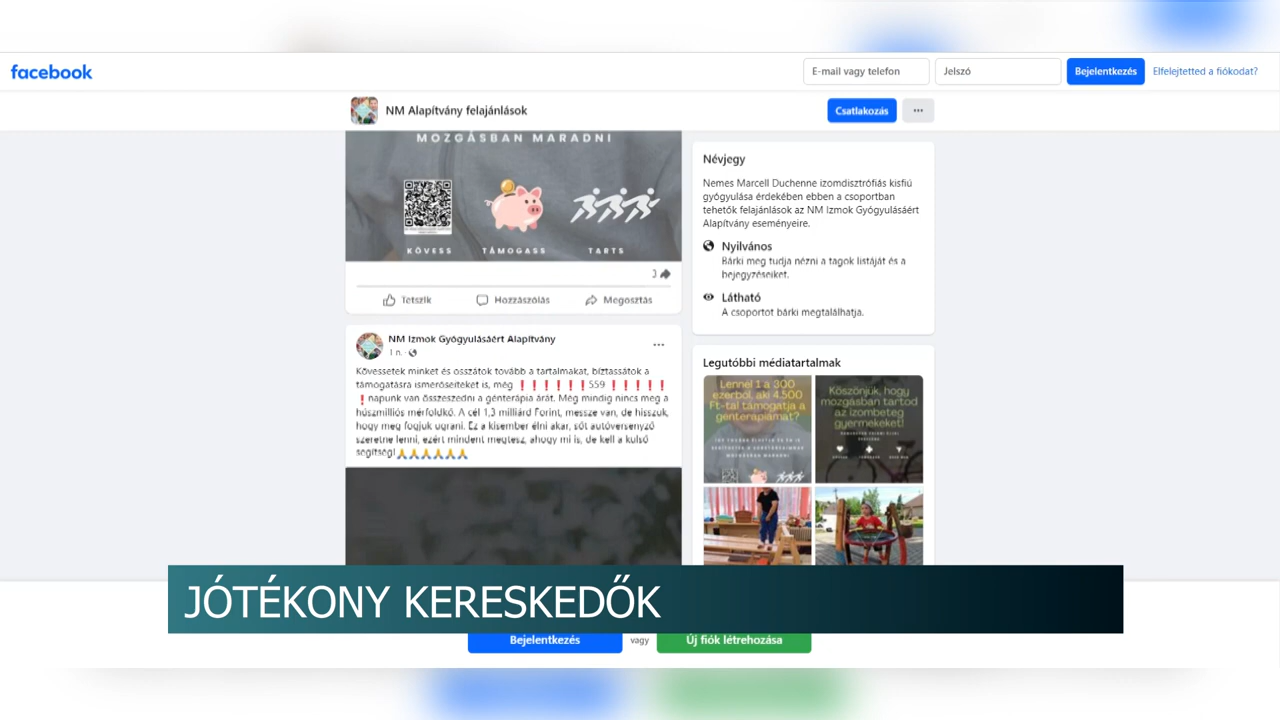 facebook
E-mail vagy telefon
Jelszó
Bejelentkezés
Elfelejtetted a fiókodat?
NM Alapítvány felajánlások
Csatlakozás
MOZGÁSBAN MARADNI
KÖVESS
TÁMOGASS
TARTS
3
Tetszik
Hozzászólás
Megosztás
NM Izmok Gyógyulásáért Alapítvány
1 n. ·
Kövessetek minket és osszátok tovább a tartalmakat, bíztassátok a
támogatásra ismerőseiteket is, még ❗❗❗❗❗❗559 ❗❗❗❗❗
❗napunk van összeszedni a génterápia árát. Még mindig nincs meg a
húszmilliós mérföldkő. A cél 1,3 milliárd Forint, messze van, de hisszük,
hogy meg fogjuk ugrani. Ez a kisember élni akar, sőt autóversenyző
szeretne lenni, ezért mindent megtesz, ahogy mi is, de kell a külső
segítség!🙏🙏🙏🙏🙏🙏
Névjegy
Nemes Marcell Duchenne izomdisztrófiás kisfiú
gyógyulása érdekében ebben a csoportban
tehetők felajánlások az NM Izmok Gyógyulásáért
Alapítvány eseményeire.
Nyilvános
Bárki meg tudja nézni a tagok listáját és a
bejegyzéseiket.
Látható
A csoportot bárki megtalálhatja.
Legutóbbi médiatartalmak
Lennél 1 a 300
ezerből, aki 4.500
Ft-tal támogatja a
génterápiámat?
MOZGÁSBAN MARADNI
Köszönjük, hogy
mozgásban tartod
az izombeteg
gyermekeket!
JÓTÉKONY KERESKEDŐK
Bejelentkezés
vagy
Új fiók létrehozása